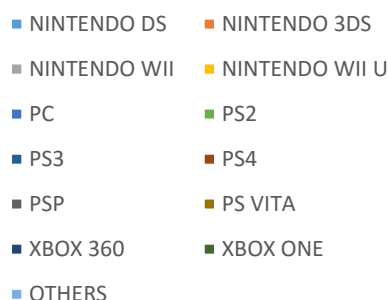 NINTENDO DS NINTENDO 3DS
NINTENDO WII NINTENDO WII U
PC PS2
PS3 PS4
PSP PS VITA
XBOX 360 XBOX ONE
OTHERS